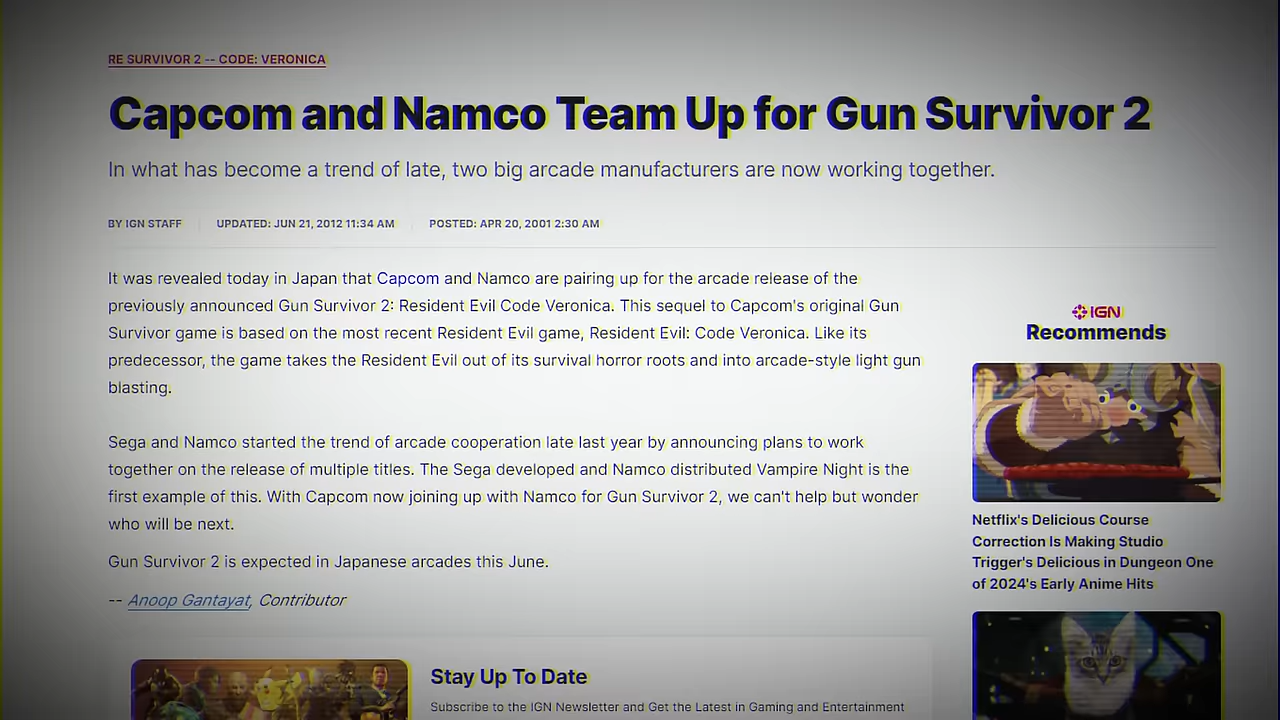 RE SURVIVOR 2 -- CODE: VERONICA
Capcom and Namco Team Up for Gun Survivor 2
In what has become a trend of late, two big arcade manufacturers are now working together.
BY IGN STAFF
UPDATED: JUN 21, 2012 11:34 AM
POSTED: APR 20, 2001 2:30 AM
It was revealed today in Japan that Capcom and Namco are pairing up for the arcade release of the
previously announced Gun Survivor 2: Resident Evil Code Veronica. This sequel to Capcom's original Gun
Survivor game is based on the most recent Resident Evil game, Resident Evil: Code Veronica. Like its
predecessor, the game takes the Resident Evil out of its survival horror roots and into arcade-style light gun
blasting.
Sega and Namco started the trend of arcade cooperation late last year by announcing plans to work
together on the release of multiple titles. The Sega developed and Namco distributed Vampire Night is the
first example of this. With Capcom now joining up with Namco for Gun Survivor 2, we can't help but wonder
who will be next.
Gun Survivor 2 is expected in Japanese arcades this June.
-- Anoop Gantayat, Contributor
IGN
Recommends
Netflix's Delicious Course
Correction Is Making Studio
Trigger's Delicious in Dungeon One
of 2024's Early Anime Hits
Stay Up To Date
Subscribe to the IGN Newsletter and Get the Latest in Gaming and Entertainment